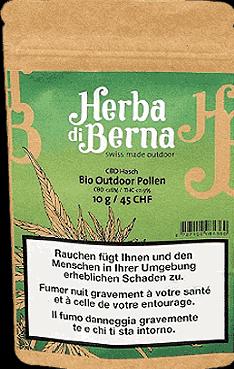 Herba
di Berna
swiss made outdoor
CBD Hasch
Bio Outdoor Pollen
10 g / 45 CHF
Rauchen fügt Ihnen und den
Menschen in Ihrer Umgebung
erheblichen Schaden zu.
Fumer nuit gravement à votre santé
et à celle de votre entourage.
Il fumo danneggia gravemente
te e chi ti sta intorno.